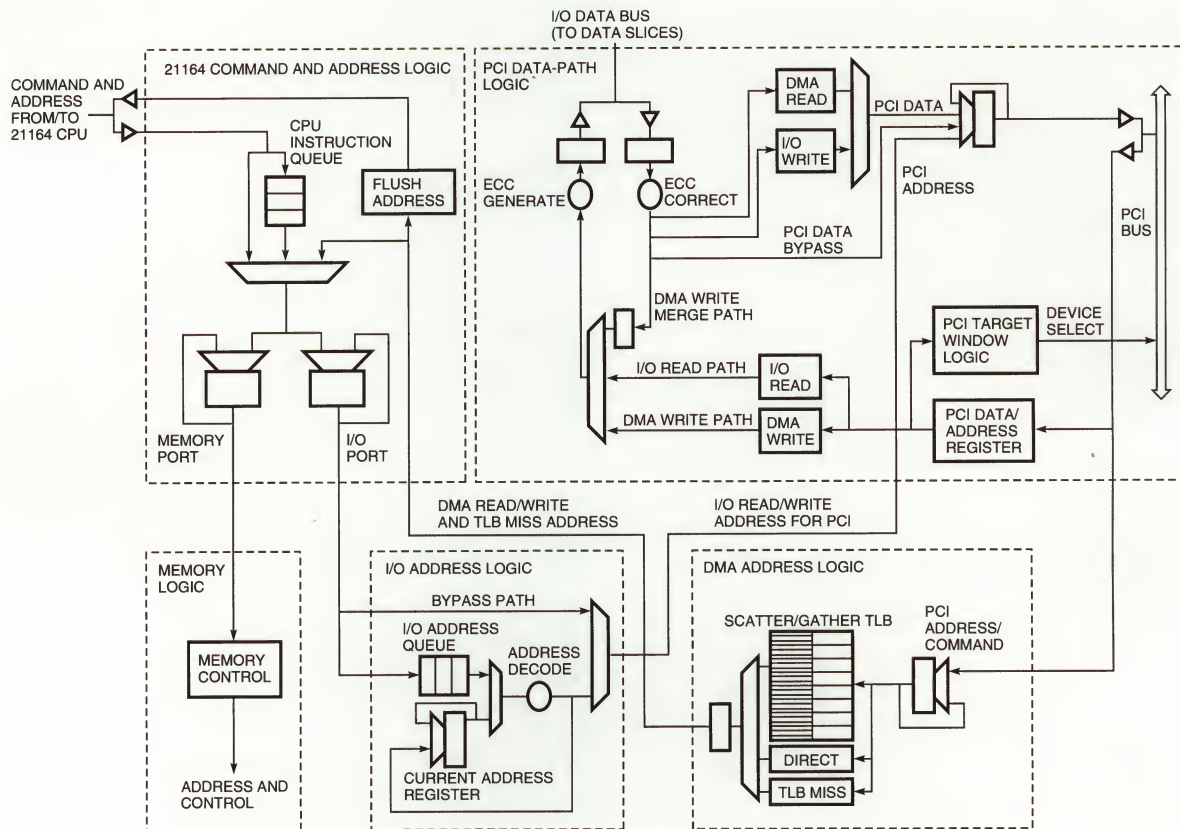 I/O DATA BUS
(TO DATA SLICES)
21164 COMMAND AND ADDRESS LOGIC
COMMAND AND
ADDRESS
FROM/TO
21164 CPU
CPU
INSTRUCTION
QUEUE
FLUSH
ADDRESS
MEMORY
PORT
I/O
PORT
PCI DATA-PATH
LOGIC
DMA
READ
I/O
WRITE
PCI DATA
PCI
ADDRESS
ECC
GENERATE
ECC
CORRECT
PCI DATA
BYPASS
PCI
BUS
DMA WRITE
MERGE PATH
PCI TARGET
WINDOW
LOGIC
DEVICE
SELECT
I/O READ PATH
I/O
READ
DMA WRITE PATH
DMA
WRITE
PCI DATA/
ADDRESS
REGISTER
DMA READ/WRITE
AND TLB MISS ADDRESS
I/O READ/WRITE
ADDRESS FOR PCI
MEMORY
LOGIC
MEMORY
CONTROL
ADDRESS AND
CONTROL
I/O ADDRESS LOGIC
BYPASS PATH
I/O ADDRESS
QUEUE
ADDRESS
DECODE
CURRENT ADDRESS
REGISTER
DMA ADDRESS LOGIC
SCATTER/GATHER TLB
PCI
ADDRESS/
COMMAND
DIRECT
TLB MISS